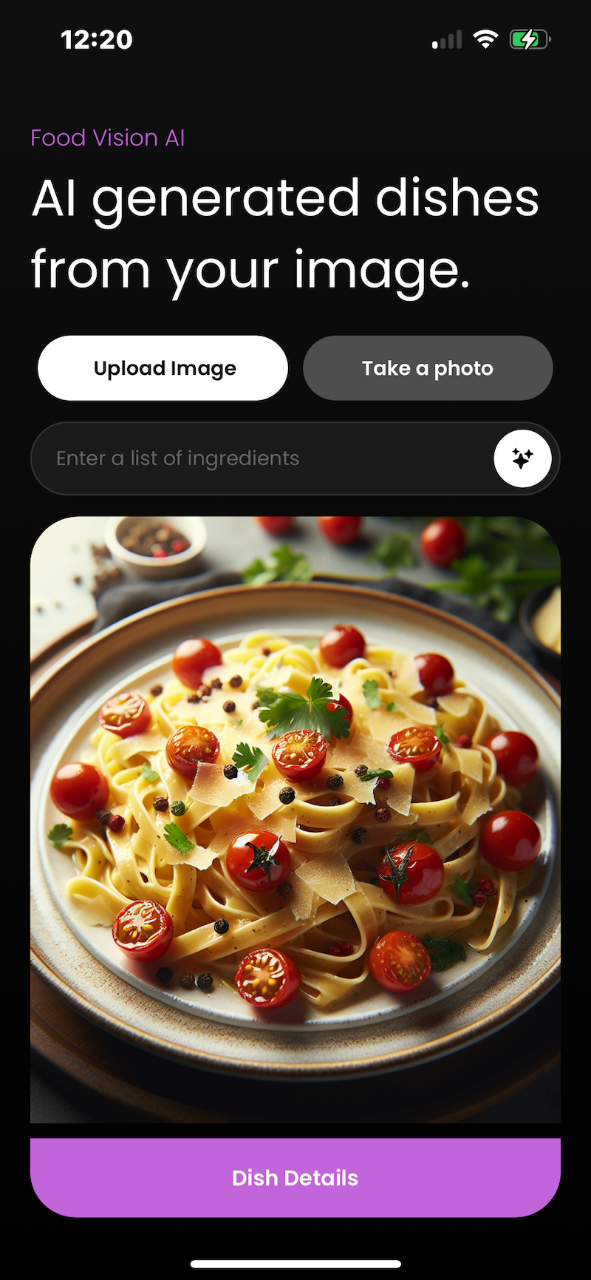 12:20
Food Vision AI
AI generated dishes
from your image.
Upload Image
Take a photo
Enter a list of ingredients
Dish Details